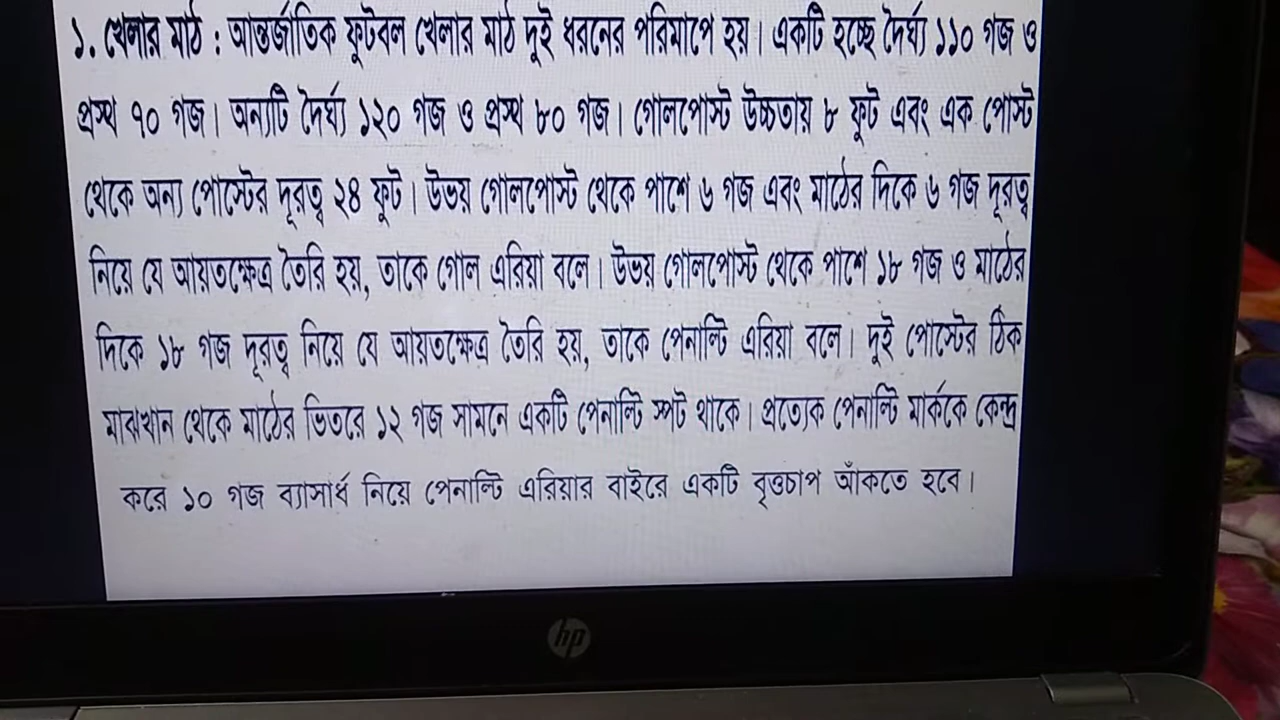 ১. খেলার মাঠ : আন্তর্জাতিক ফুটবল খেলার মাঠ দুই ধরনের পরিমাপে হয়। একটি হচ্ছে দৈর্ঘ্য ১১০ গজ ও
প্রস্থ ৭০ গজ। অন্যটি দৈর্ঘ্য ১২০ গজ ও প্রস্থ ৮০ গজ। গোলপোস্ট উচ্চতায় ৮ ফুট এবং এক পোস্ট
থেকে অন্য পোস্টের দূরত্ব ২৪ ফুট। উভয় গোলপোস্ট থেকে পাশে ৬ গজ এবং মাঠের দিকে ৬ গজ দূরত্ব
নিয়ে যে আয়তক্ষেত্র তৈরি হয়, তাকে গোল এরিয়া বলে। উভয় গোলপোস্ট থেকে পাশে ১৮ গজ ও মাঠের
দিকে ১৮ গজ দূরত্ব নিয়ে যে আয়তক্ষেত্র তৈরি হয়, তাকে পেনাল্টি এরিয়া বলে। দুই পোস্টের ঠিক
মাঝখান থেকে মাঠের ভিতরে ১২ গজ সামনে একটি পেনাল্টি স্পট থাকে। প্রত্যেক পেনাল্টি মার্ককে কেন্দ্র
করে ১০ গজ ব্যাসার্ধ নিয়ে পেনাল্টি এরিয়ার বাইরে একটি বৃত্তচাপ আঁকতে হবে।
hp